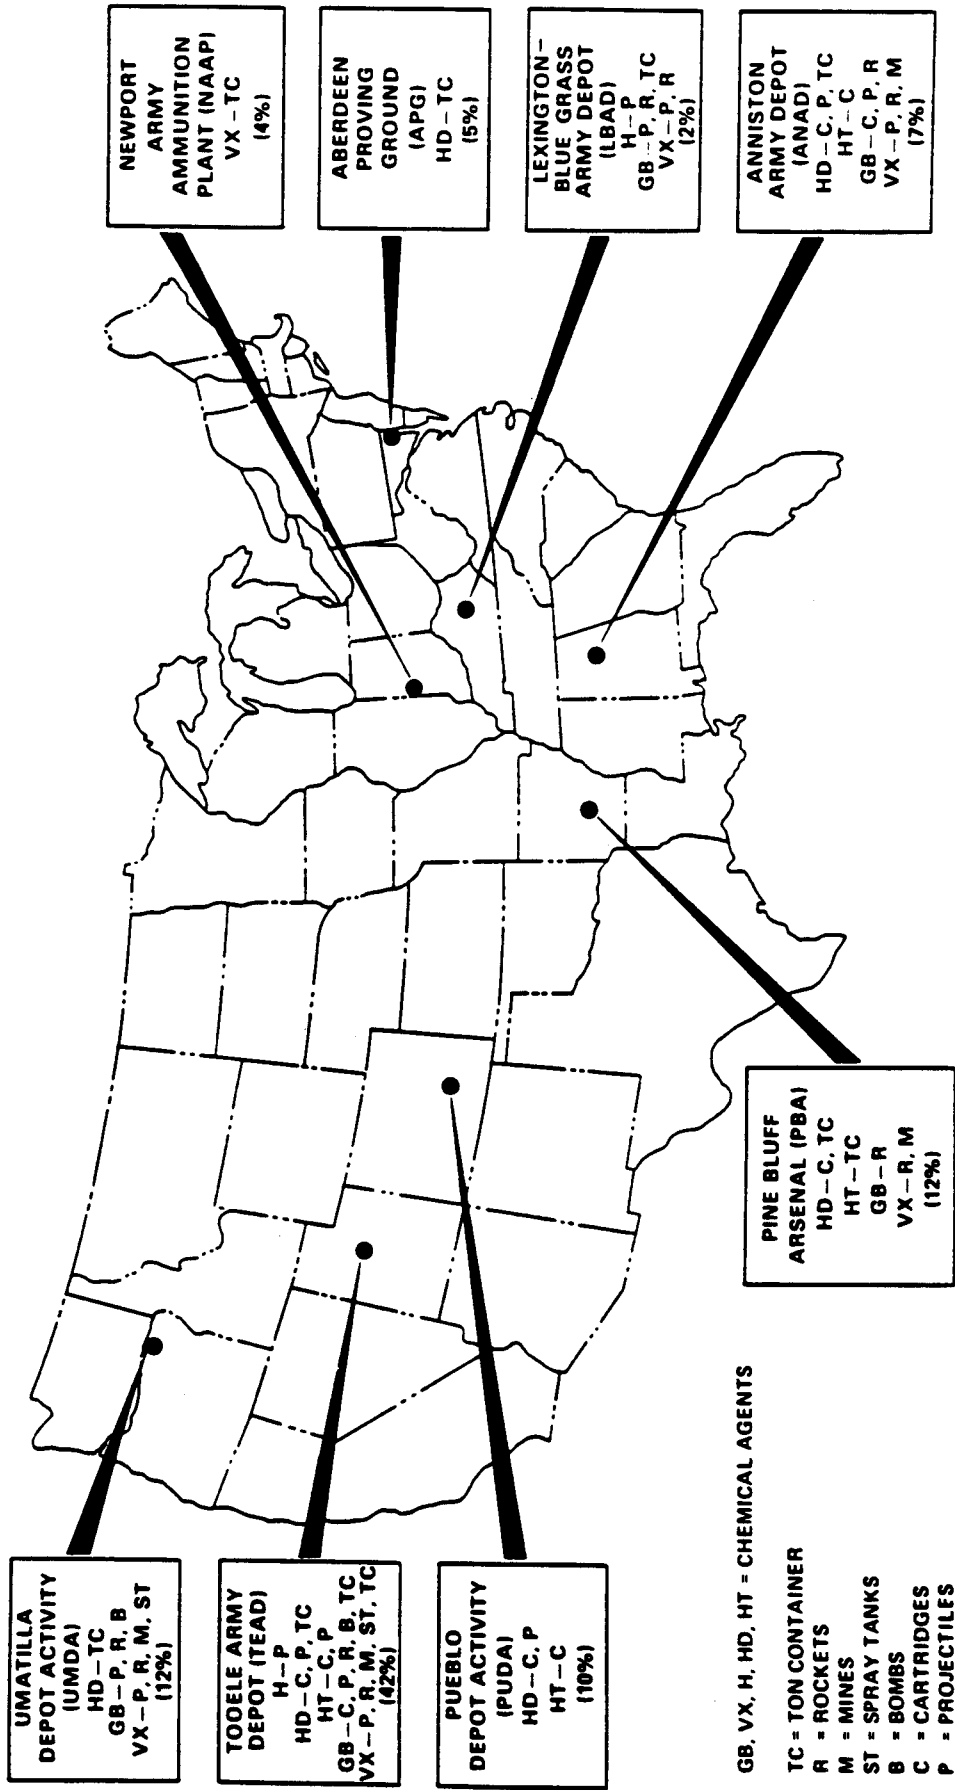 UMATILLA
DEPOT ACTIVITY
(UMDA)
HD–TC
GB–P, R, B
VX–P, R, M, ST
(12%)
TOOELE ARMY
DEPOT (TEAD)
H–P
HD–C, P, TC
HT–C, P
GB–C, P, R, B, TC
VX–P, R, M, ST, TC
(42%)
PUEBLO
DEPOT ACTIVITY
(PUDA)
HD–C, P
HT–C
(10%)
GB, VX, H, HD, HT = CHEMICAL AGENTS
TC = TON CONTAINER
R = ROCKETS
M = MINES
ST = SPRAY TANKS
B = BOMBS
C = CARTRIDGES
P = PROJECTILES
PINE BLUFF
ARSENAL (PBA)
HD–C, TC
HT–TC
GB–R
VX–R, M
(12%)
NEWPORT
ARMY
AMMUNITION
PLANT (NAAP)
VX–TC
(4%)
ABERDEEN
PROVING
GROUND
(APG)
HD–TC
(5%)
LEXINGTON–
BLUE GRASS
ARMY DEPOT
(LBAD)
H–P
GB–P, R, TC
VX–P, R
(2%)
ANNISTON
ARMY DEPOT
(ANAD)
HD–C, P, TC
HT–C
GB–C, P, R
VX–P, R, M
(7%)